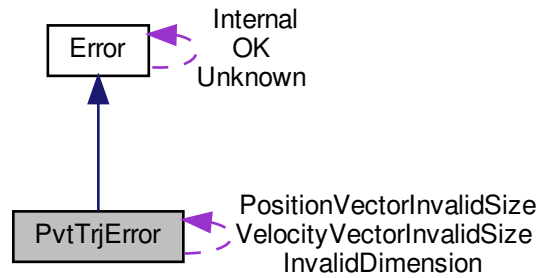 Internal
OK
Unknown
Error
PositionVectorInvalidSize
VelocityVectorInvalidSize
InvalidDimension
PvtTrjError